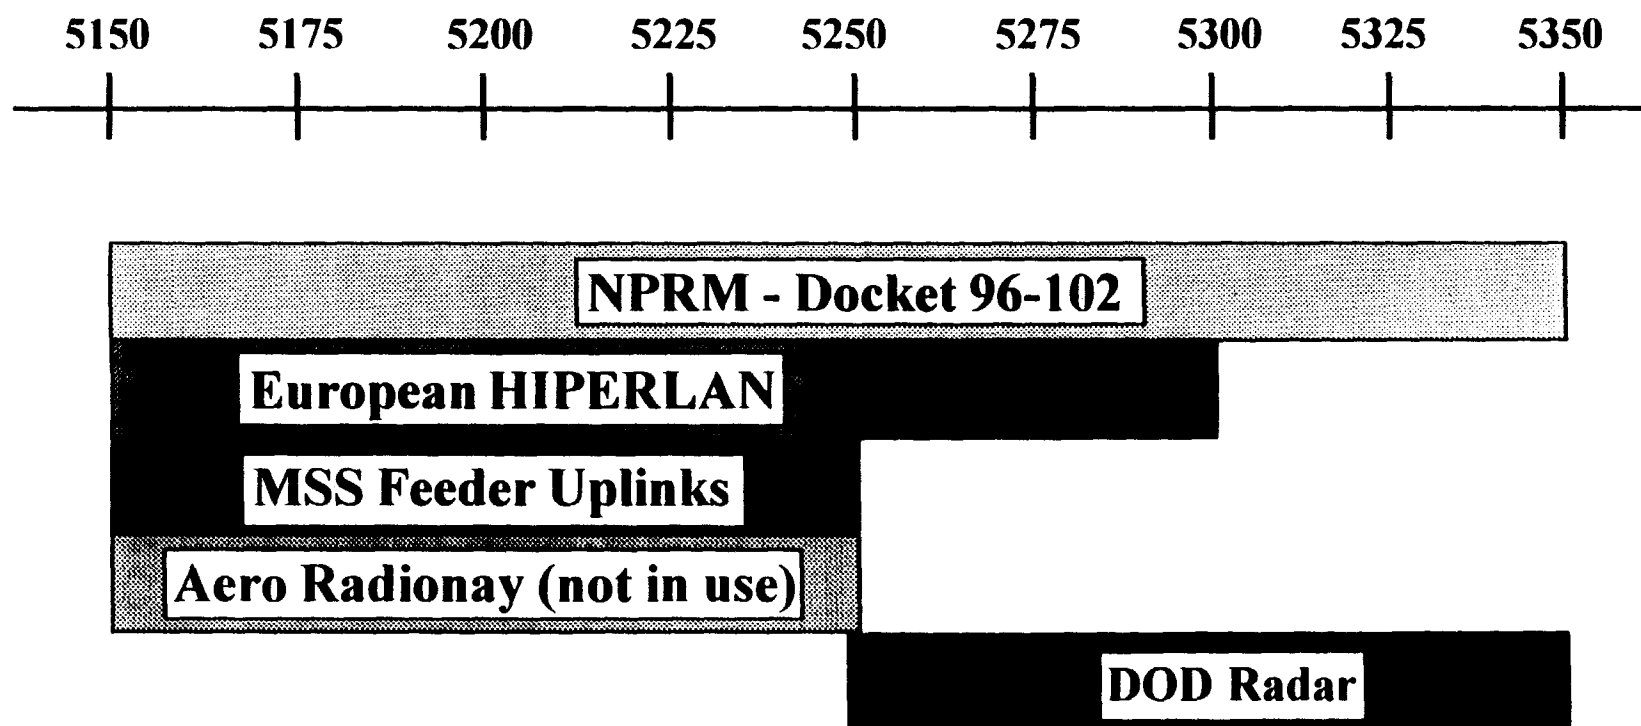 5150 5175 5200 5225 5250 5275 5300 5325 5350
NPRM - Docket 96-102
European HIPERLAN
MSS Feeder Uplinks
Aero Radionay (not in use)
DOD Radar